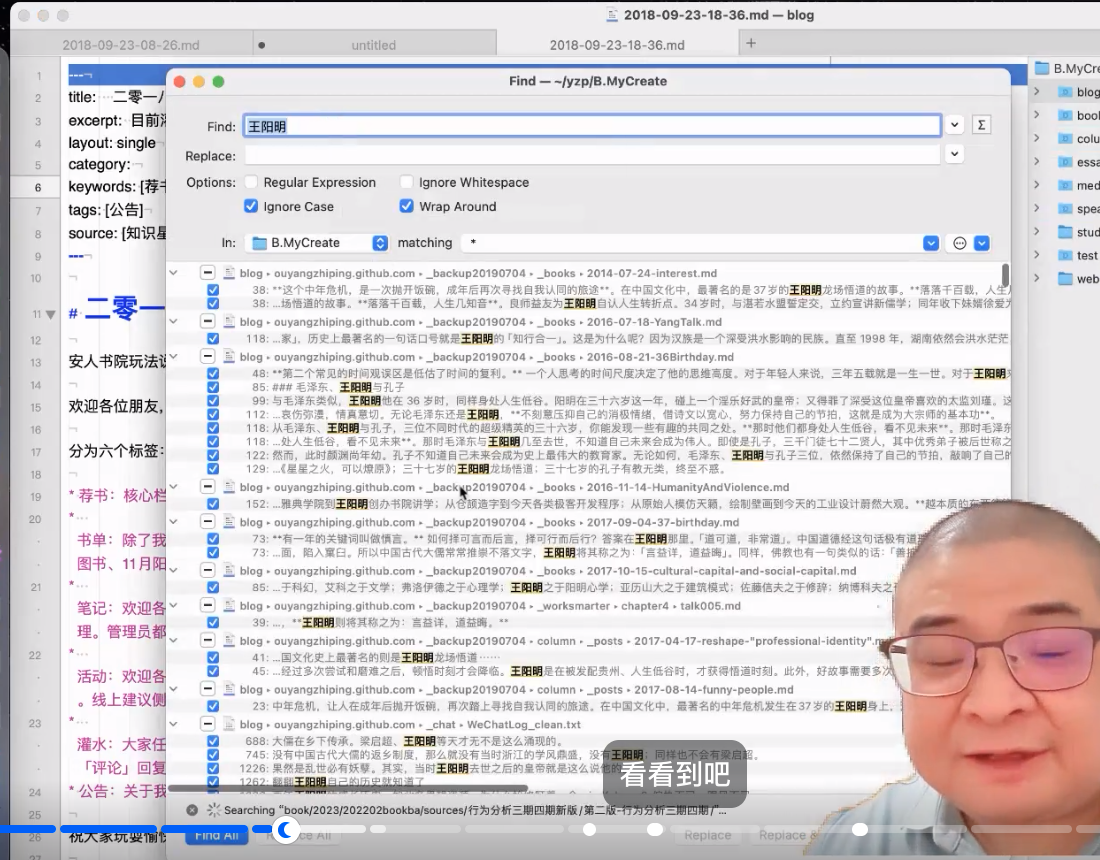 2018-09-23-18-36.md — blog
2018-09-23-08-26.md
untitled
2018-09-23-18-36.md
Find — ~/yzp/B.MyCreate
B.MyCre
1 ---
2 title: 二零一八
3 excerpt: 目前
4 layout: single
5 category:
6 keywords: [荐书
7 tags: [公告]
8 source: [知识星
9 ---
10
11 # 二零一
12
13 安人书院玩法说
14
15 欢迎各位朋友,
16
17 分为六个标签:
18
19 * 荐书:核心栏
20 *
书单:除了我
图书、11月阳
21 *
笔记:欢迎各
理。管理员都
22 *
活动:欢迎各
。线上建议侧
23 *
灌水:大家任
「评论」回复
24 * 公告:关于我
25
26 祝大家玩耍愉快
Find: 王阳明
Replace:
Options: Regular Expression Ignore Whitespace
Ignore Case Wrap Around
In: B.MyCreate matching *
blog • ouyangzhiping.github.com • _backup20190704 • _books • 2014-07-24-interest.md
38: **这个中年危机,是一次抛开饭碗,成年后再次寻找自我认同的旅途**。在中国文化中,最著名的是 37岁的王阳明龙场悟道的故事。**落落千百载,人生
38: ...场悟道的故事。**落落千百载,人生几知音**。良师益友为王阳明自认人生转折点。34岁时,与湛若水盟誓定交,立约宣讲新儒学;同年收下妹婿徐爱为
blog • ouyangzhiping.github.com • _backup20190704 • _books • 2016-07-18-YangTalk.md
118: ...家」,历史上最著名的一句话口号就是王阳明的「知行合一」。这是为什么呢?因为汉族是一个深受洪水影响的民族。直至 1998 年,湖南依然会洪水茫茫
blog • ouyangzhiping.github.com • _backup20190704 • _books • 2016-08-21-36Birthday.md
48: **第二个常见的时间观误区是低估了时间的复利。** 一个人思考的时间尺度决定了他的思维高度。对于年轻人来说,三年五载就是一生一世。对于王阳明
85: ### 毛泽东、王阳明与孔子
99: 与毛泽东类似,王阳明他在 36 岁时,同样身处人生低谷。阳明在三十六岁这一年,碰上一个淫乐好武的皇帝;又得罪了深受这位皇帝喜欢的太监刘瑾。这
112: ...哀伤弥漂,情真意切。无论毛泽东还是王阳明,**不刻意压抑自己的消极情绪,借诗文以宽心,努力保持自己的节拍,这就是成为大宗师的基本功**。
118: 从毛泽东、王阳明与孔子,三位不同时代的超级精英的三十六岁,你能发现一些有趣的共同之处。**那时他们都身处人生低谷,看不见未来**。那时毛泽东
118: ...处人生低谷,看不见未来**。那时毛泽东与王阳明几至去世,不知道自己未来会成为伟人。即使是孔子,三千门徒七十二贤人,其中优秀弟子被后世称之
122: 然而,此时颜渊尚年幼。孔子不知道自己未来会成为史上最伟大的教育家。无论如何,毛泽东、王阳明与孔子三位,依然保持了自己的节拍,敲响了自己的
129: 《星星之火,可以燎原》;三十七岁的王阳明龙场悟道;三十七岁的孔子有教无类,终至不惑。
blog • ouyangzhiping.github.com • _backup20190704 • _books • 2016-11-14-HumanityAndViolence.md
152: ...雅典学院到王阳明创办书院讲学;从仓颉造字到今天各类极客开发程序;从原始人模仿天籁,绘制壁画到今天的工业设计蔚然大观。**越本质的
blog • ouyangzhiping.github.com • _backup20190704 • _books • 2017-09-04-37-birthday.md
73: **有一年的关键词叫做慎言。** 如何择可言而后言,择可行而后行?答案在王阳明那里。「道可道,非常道」。中国道德经这句话极有道
73: ...面,陷入窠臼。所以中国古代大儒常常推崇不落文字,王阳明将其称之为:「言益详,道益晦」。同样,佛教也有一句类似的话:「善
blog • ouyangzhiping.github.com • _backup20190704 • _books • 2017-10-15-cultural-capital-and-social-capital.md
85: ...于科幻,艾科之于文学;弗洛伊德之于心理学;王阳明之于阳明心学;亚历山大之于建筑模式;佐藤信夫之于修辞;纳博科夫之
blog • ouyangzhiping.github.com • _backup20190704 • _worksmarter • chapter4 • talk005.md
39: ...,**王阳明则将其称之为:言益详,道益晦。**
blog • ouyangzhiping.github.com • _backup20190704 • column • _posts • 2017-04-17-reshape-"professional-identity".md
41: ...国文化史上最著名的则是王阳明龙场悟道……
45: ...经过多次尝试和磨难之后,顿悟时刻才会降临。王阳明是在被发配贵州、人生低谷时,才获得悟道时刻。此外,好故事需要多次
blog • ouyangzhiping.github.com • _backup20190704 • column • _posts • 2017-08-14-funny-people.md
23: 中年危机,让人在成年后抛开饭碗,再次踏上寻找自我认同的旅途。在中国文化中,最著名的中年危机发生在37岁的王阳明身上,
blog • ouyangzhiping.github.com • _backup20190704 • _chat • WeChatLog_clean.txt
688: 大儒在乡下传承。梁启超、王阳明等天才无不是这么涌现的。
745: 没有中国古代大儒的返乡制度,那么就没有当时浙江的学风鼎盛,没有王阳明;同样也不会有梁启超。
1226: 果然是乱世必有妖孽。其实,当时王阳明去世之后的皇帝就是这么说他的
1262: 翻翻王阳明自己的历史就知道了
看看到吧
Searching “book/2023/202202bookba/sources/行为分析三期四期新版/第二版-行为分析三期四期/”...
Find All
Replace
Replace &
blog
book
colu
essa
med
spea
stud
test
web